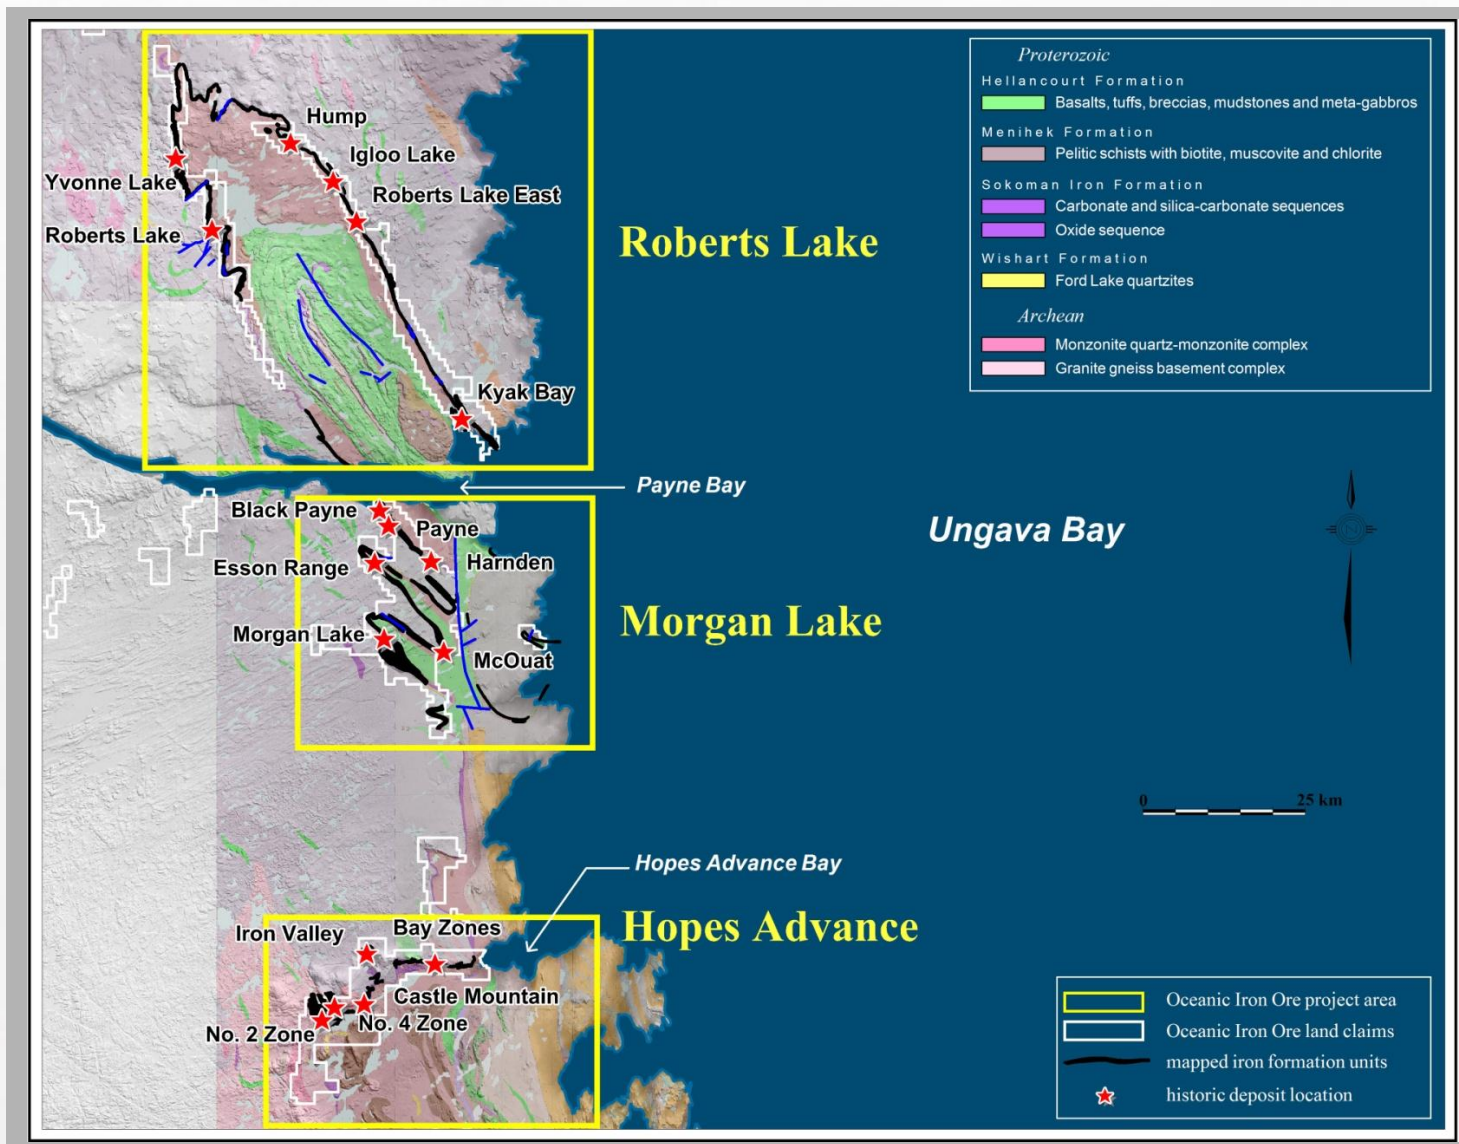 Proterozoic
Hellancourt Formation
Basalts, tuffs, breccias, mudstones and meta-gabbros
Menihek Formation
Pelitic schists with biotite, muscovite and chlorite
Sokoman Iron Formation
Carbonate and silica-carbonate sequences
Oxide sequence
Wishart Formation
Ford Lake quartzites
Archean
Monzonite quartz-monzonite complex
Granite gneiss basement complex
Hump
Igloo Lake
Yvonne Lake
Roberts Lake East
Roberts Lake
Roberts Lake
Kyak Bay
Payne Bay
Black Payne
Payne
Ungava Bay
N
Esson Range
Harnden
Morgan Lake
Morgan Lake
McOuat
0 25 km
Hopes Advance Bay
Hopes Advance
Iron Valley
Bay Zones
Castle Mountain
No. 4 Zone
No. 2 Zone
Oceanic Iron Ore project area
Oceanic Iron Ore land claims
mapped iron formation units
historic deposit location